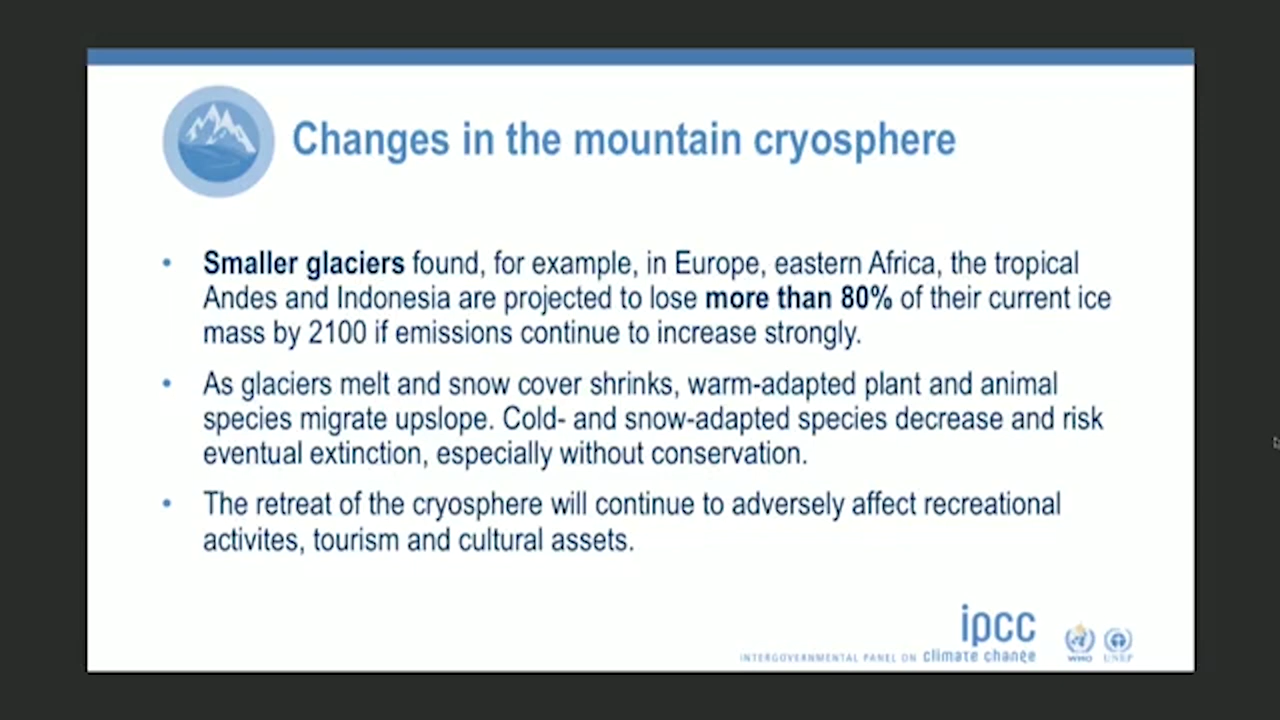 Changes in the mountain cryosphere
• Smaller glaciers found, for example, in Europe, eastern Africa, the tropical
Andes and Indonesia are projected to lose more than 80% of their current ice
mass by 2100 if emissions continue to increase strongly.
• As glaciers melt and snow cover shrinks, warm-adapted plant and animal
species migrate upslope. Cold- and snow-adapted species decrease and risk
eventual extinction, especially without conservation.
• The retreat of the cryosphere will continue to adversely affect recreational
activites, tourism and cultural assets.
ipcc
INTERGOVERNMENTAL PANEL ON climate change
WMO UNEP